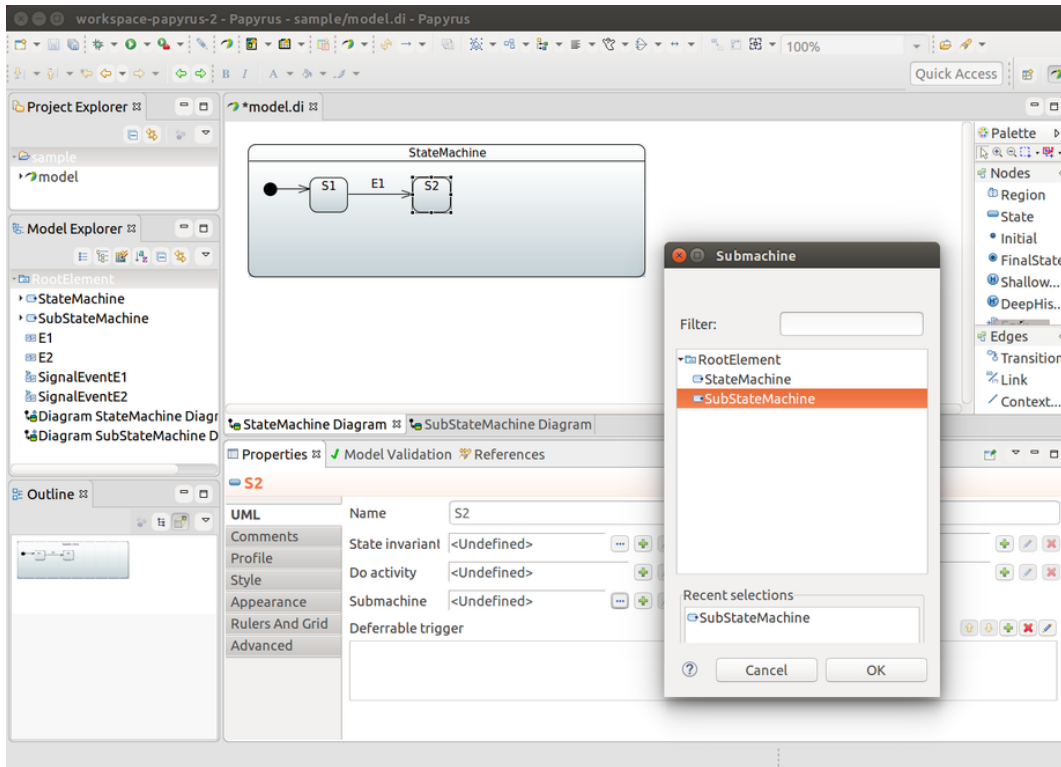 workspace-papyrus-2 - Papyrus - sample/model.di - Papyrus
100%
B I A
Quick Access
Project Explorer
sample
model
*model.di
StateMachine
S1
E1
S2
Palette
Nodes
Region
State
Initial
FinalState
Shallow...
DeepHis..
Edges
Transition
Link
Context...
Model Explorer
RootElement
StateMachine
SubStateMachine
E1
E2
SignalEventE1
SignalEventE2
Diagram StateMachine Diagr
Diagram SubStateMachine D
StateMachine Diagram
SubStateMachine Diagram
Outline
Properties
Model Validation
References
S2
UML
Comments
Profile
Style
Appearance
Rulers And Grid
Advanced
Name
S2
State invariant
<Undefined>
Do activity
<Undefined>
Submachine
<Undefined>
Deferrable trigger
Submachine
Filter:
RootElement
StateMachine
SubStateMachine
Recent selections
SubStateMachine
Cancel
OK